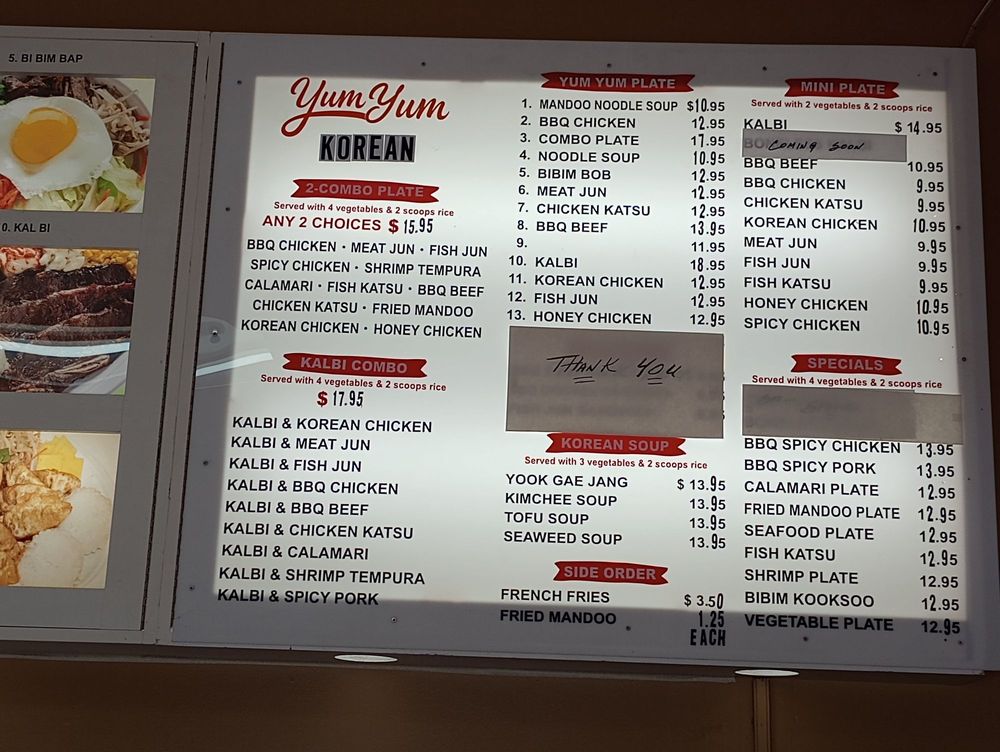 5. BI BIM BAP
0. KAL BI
Yum Yum
KOREAN
2-COMBO PLATE
Served with 4 vegetables & 2 scoops rice
ANY 2 CHOICES $ 15.95
BBQ CHICKEN · MEAT JUN · FISH JUN
SPICY CHICKEN · SHRIMP TEMPURA
CALAMARI · FISH KATSU · BBQ BEEF
CHICKEN KATSU · FRIED MANDOO
KOREAN CHICKEN · HONEY CHICKEN
KALBI COMBO
Served with 4 vegetables & 2 scoops rice
$ 17.95
KALBI & KOREAN CHICKEN
KALBI & MEAT JUN
KALBI & FISH JUN
KALBI & BBQ CHICKEN
KALBI & BBQ BEEF
KALBI & CHICKEN KATSU
KALBI & CALAMARI
KALBI & SHRIMP TEMPURA
KALBI & SPICY PORK
YUM YUM PLATE
1. MANDOO NOODLE SOUP $10.95
2. BBQ CHICKEN 12.95
3. COMBO PLATE 17.95
4. NOODLE SOUP 10.95
5. BIBIM BOB 12.95
6. MEAT JUN 12.95
7. CHICKEN KATSU 12.95
8. BBQ BEEF 13.95
9. 11.95
10. KALBI 18.95
11. KOREAN CHICKEN 12.95
12. FISH JUN 12.95
13. HONEY CHICKEN 12.95
THANK YOU
KOREAN SOUP
Served with 3 vegetables & 2 scoops rice
YOOK GAE JANG $ 13.95
KIMCHEE SOUP 13.95
TOFU SOUP 13.95
SEAWEED SOUP 13.95
SIDE ORDER
FRENCH FRIES $ 3.50
FRIED MANDOO 1.25
EACH
MINI PLATE
Served with 2 vegetables & 2 scoops rice
KALBI $ 14.95
COMING SOON
BBQ BEEF 10.95
BBQ CHICKEN 9.95
CHICKEN KATSU 9.95
KOREAN CHICKEN 10.95
MEAT JUN 9.95
FISH JUN 9.95
FISH KATSU 9.95
HONEY CHICKEN 10.95
SPICY CHICKEN 10.95
SPECIALS
Served with 4 vegetables & 2 scoops rice
BBQ SPICY CHICKEN 13.95
BBQ SPICY PORK 13.95
CALAMARI PLATE 12.95
FRIED MANDOO PLATE 12.95
SEAFOOD PLATE 12.95
FISH KATSU 12.95
SHRIMP PLATE 12.95
BIBIM KOOKSOO 12.95
VEGETABLE PLATE 12.95